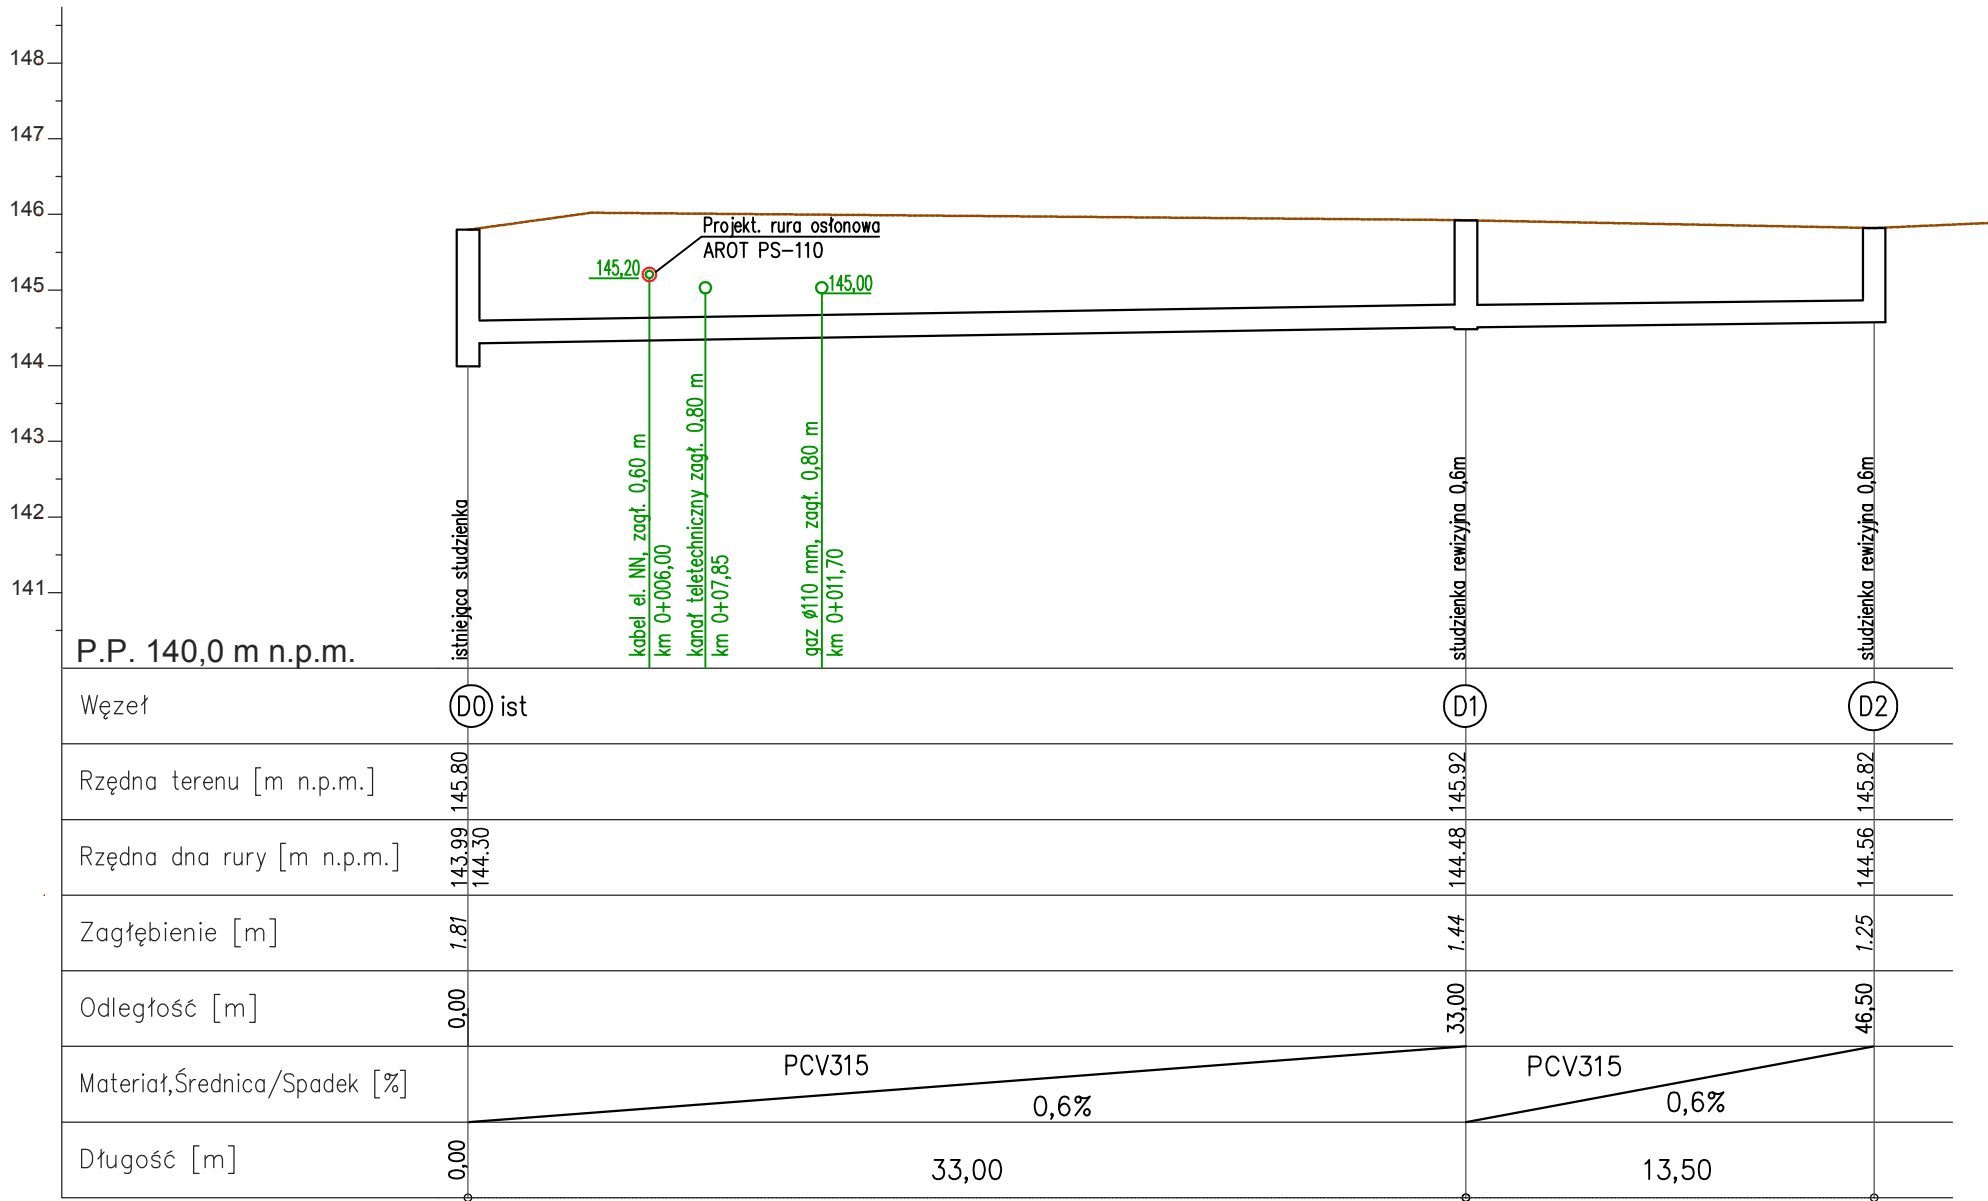 148
147
146
145
144
143
142
141
Projekt. rura osłonowa
AROT PS-110
145,20
145,00
istniejąca studzienka
kabel el. NN, zagł. 0,60 m
km 0+006,00
kanał teletechniczny zagł. 0,80 m
km 0+07,85
gaz ø110 mm, zagł. 0,80 m
km 0+011,70
studzienka rewizyjna 0,6m
studzienka rewizyjna 0,6m
P.P. 140,0 m n.p.m.
Węzeł D0 ist D1 D2
Rzędna terenu [m n.p.m.] 145.80 145.92 145.82
Rzędna dna rury [m n.p.m.] 143.99 144.30 144.48 144.56
Zagłębienie [m] 1.81 1.44 1.25
Odległość [m] 0,00 33,00 46,50
Materiał,Średnica/Spadek [%] PCV315 0,6% PCV315 0,6%
Długość [m] 0,00 33,00 13,50